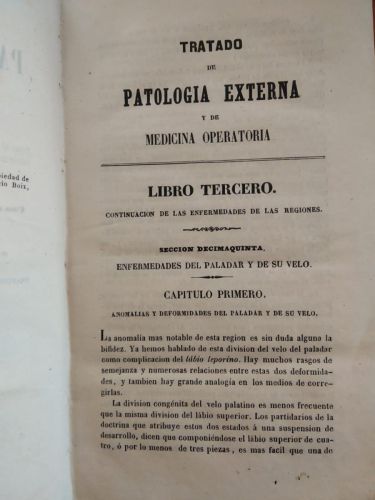 piedad de
cio Boix,
TRATADO
DE
PATOLOGIA EXTERNA
Y DE
MEDICINA OPERATORIA
LIBRO TERCERO.
CONTINUACION DE LAS ENFERMEDADES DE LAS REGIONES.
SECCION DECIMAQUINTA,
ENFERMEDADES DEL PALADAR Y DE SU VELO.
CAPITULO PRIMERO.
ANOMALIAS Y DEFORMIDADES DEL PALADAR Y DE SU VELO.
La anomalía mas notable de esta region es sin duda alguno la
bifidez. Ya hemos hablado de esta division del velo del paladar
como complicacion del lábio leporino. Hay muchos rasgos de
semejanza y numerosas relaciones entre estas dos deformida-
des, y tambien hay grande analogía en los medios de corre-
girlas.
La division congénita del velo palatino es menos frecuente
que la misma division del lábio superior. Los partidarios de la
doctrina que atribuye estos dos estados á una suspension de
desarrollo, dicen que componiéndose el lábio superior de cua-
tro, ó por lo menos de tres piezas, es mas facil que una de